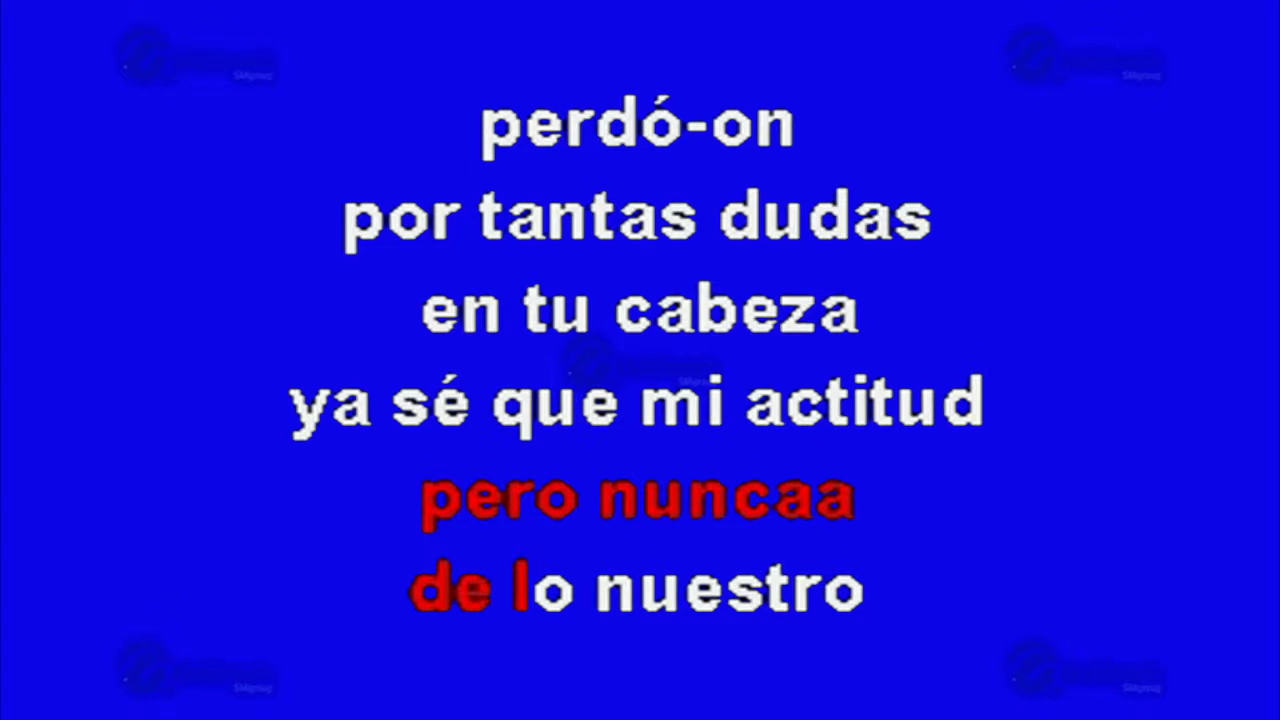 perdó-on
por tantas dudas
en tu cabeza
ya sé que mi actitud
pero nuncaa
de lo nuestro